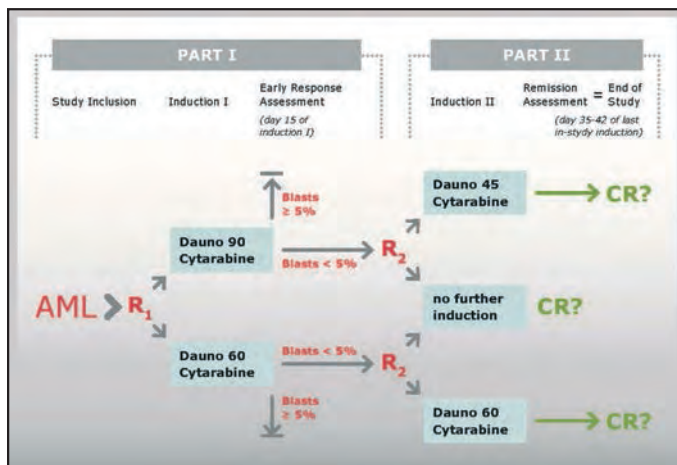 PART I
PART II
Study Inclusion
Induction I
Early Response
Assessment
(day 15 of
induction I)
Induction II
Remission
Assessment
=
End of
Study
(day 35-42 of last
in-stydy induction)
Blasts
≥ 5%
Dauno 90
Cytarabine
Blasts < 5%
R2
Dauno 45
Cytarabine
CR?
AML
R1
no further
induction
CR?
Dauno 60
Cytarabine
Blasts < 5%
R2
Blasts
≥ 5%
Dauno 60
Cytarabine
CR?